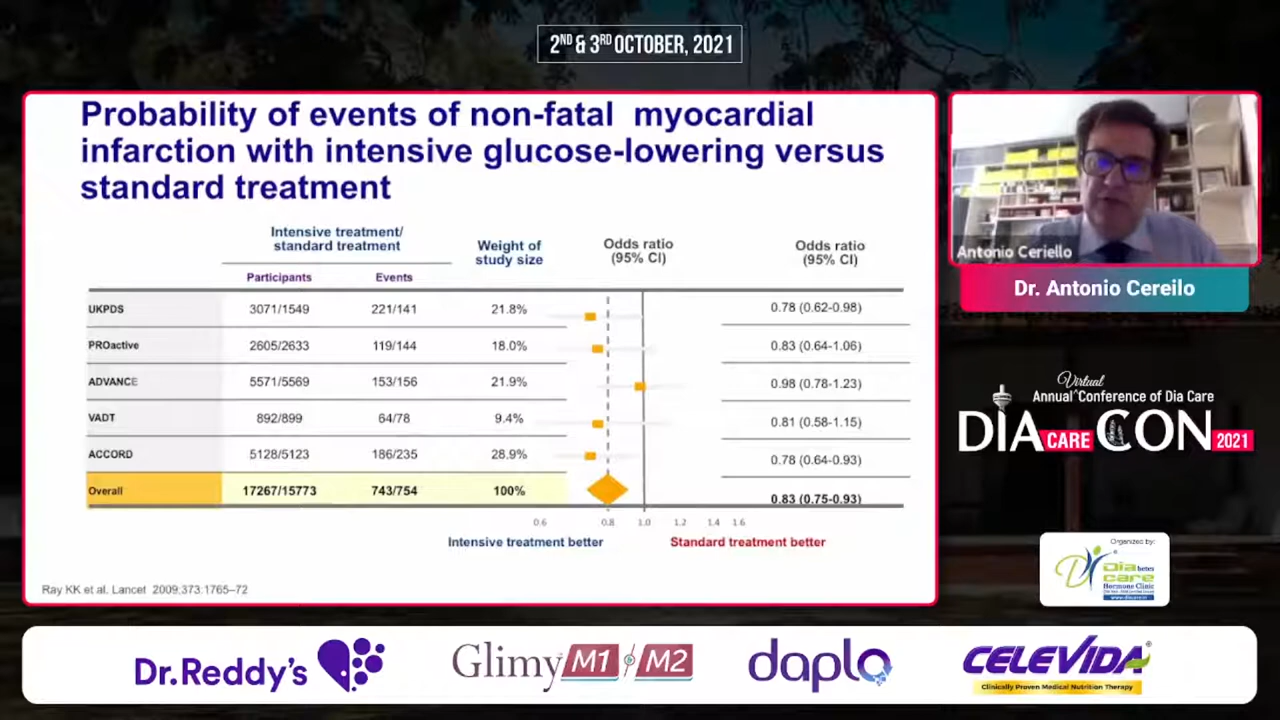 2ND & 3RD OCTOBER, 2021
Probability of events of non-fatal myocardial
infarction with intensive glucose-lowering versus
standard treatment
Intensive treatment/
standard treatment
Weight of
study size
Odds ratio
(95% CI)
Odds ratio
(95% CI)
Participants
Events
UKPDS 3071/1549 221/141 21.8% 0.78 (0.62-0.98)
PROactive 2605/2633 119/144 18.0% 0.83 (0.64-1.06)
ADVANCE 5571/5569 153/156 21.9% 0.98 (0.78-1.23)
VADT 892/899 64/78 9.4% 0.81 (0.58-1.15)
ACCORD 5128/5123 186/235 28.9% 0.78 (0.64-0.93)
Overall 17267/15773 743/754 100% 0.83 (0.75-0.93)
0.6 0.8 1.0 1.2 1.4 1.6
Intensive treatment better Standard treatment better
Ray KK et al. Lancet 2009;373:1765–72
Antonio Ceriello
Dr. Antonio Cereilo
Virtual
Annual Conference of Dia Care
DIA CARE CON 2021
Organized by:
Dia betes
care
Hormone Clinic
Dr.Reddy's
Glimy M1 M2
daplo
CELEVIDA
Clinically Proven Medical Nutrition Therapy